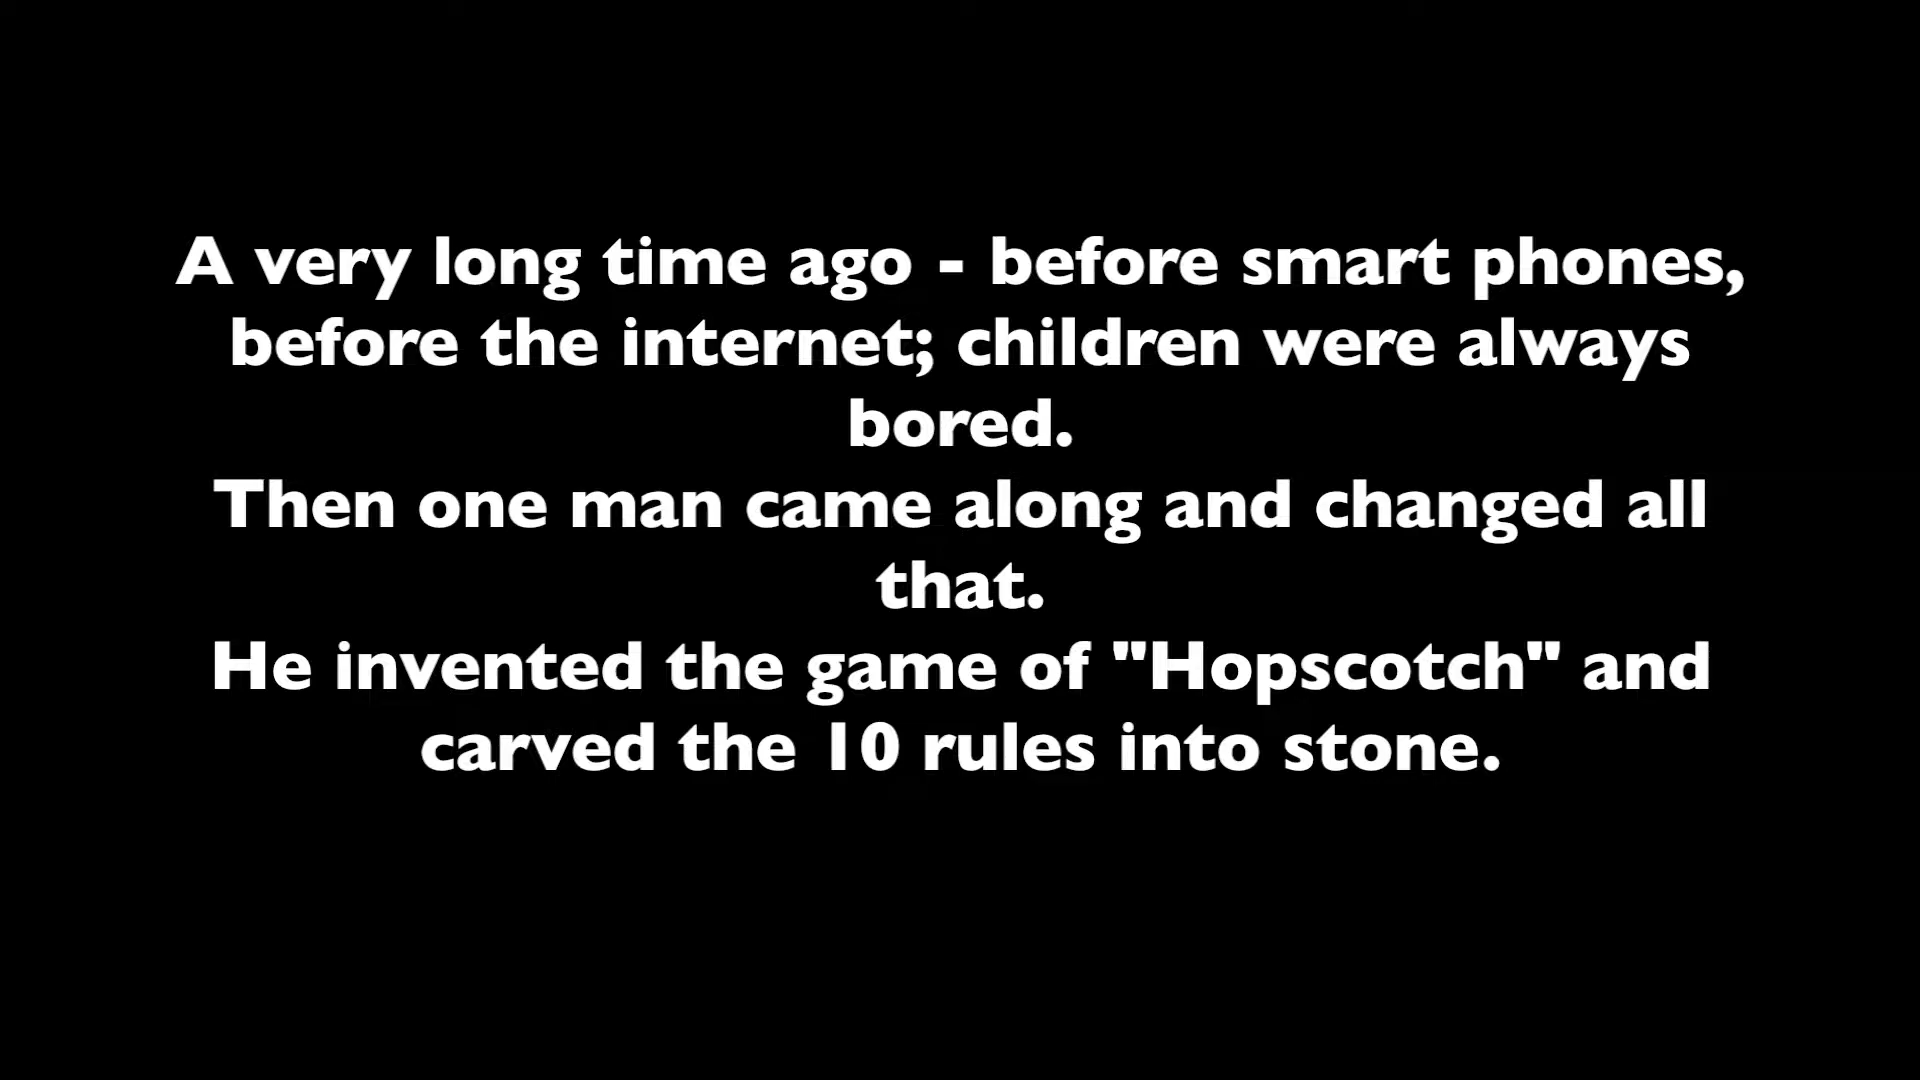 A very long time ago - before smart phones,
before the internet; children were always
bored.
Then one man came along and changed all
that.
He invented the game of "Hopscotch" and
carved the 10 rules into stone.